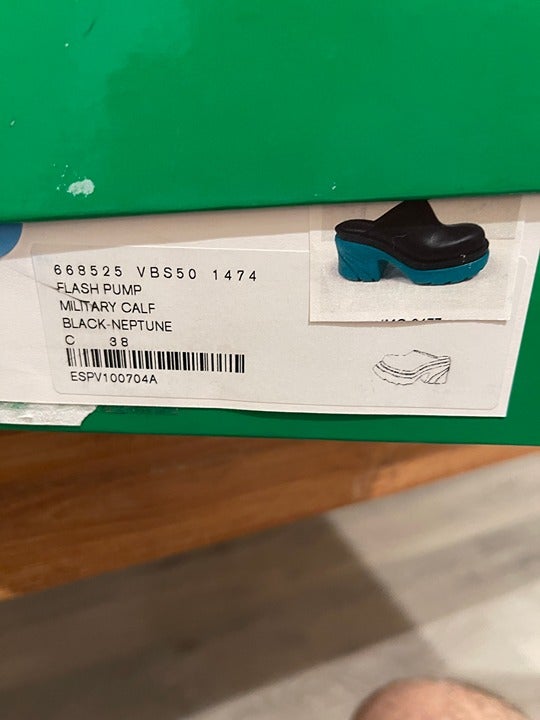 668525 VBS50 1474
FLASH PUMP
MILITARY CALF
BLACK-NEPTUNE
C 38
ESPV100704A